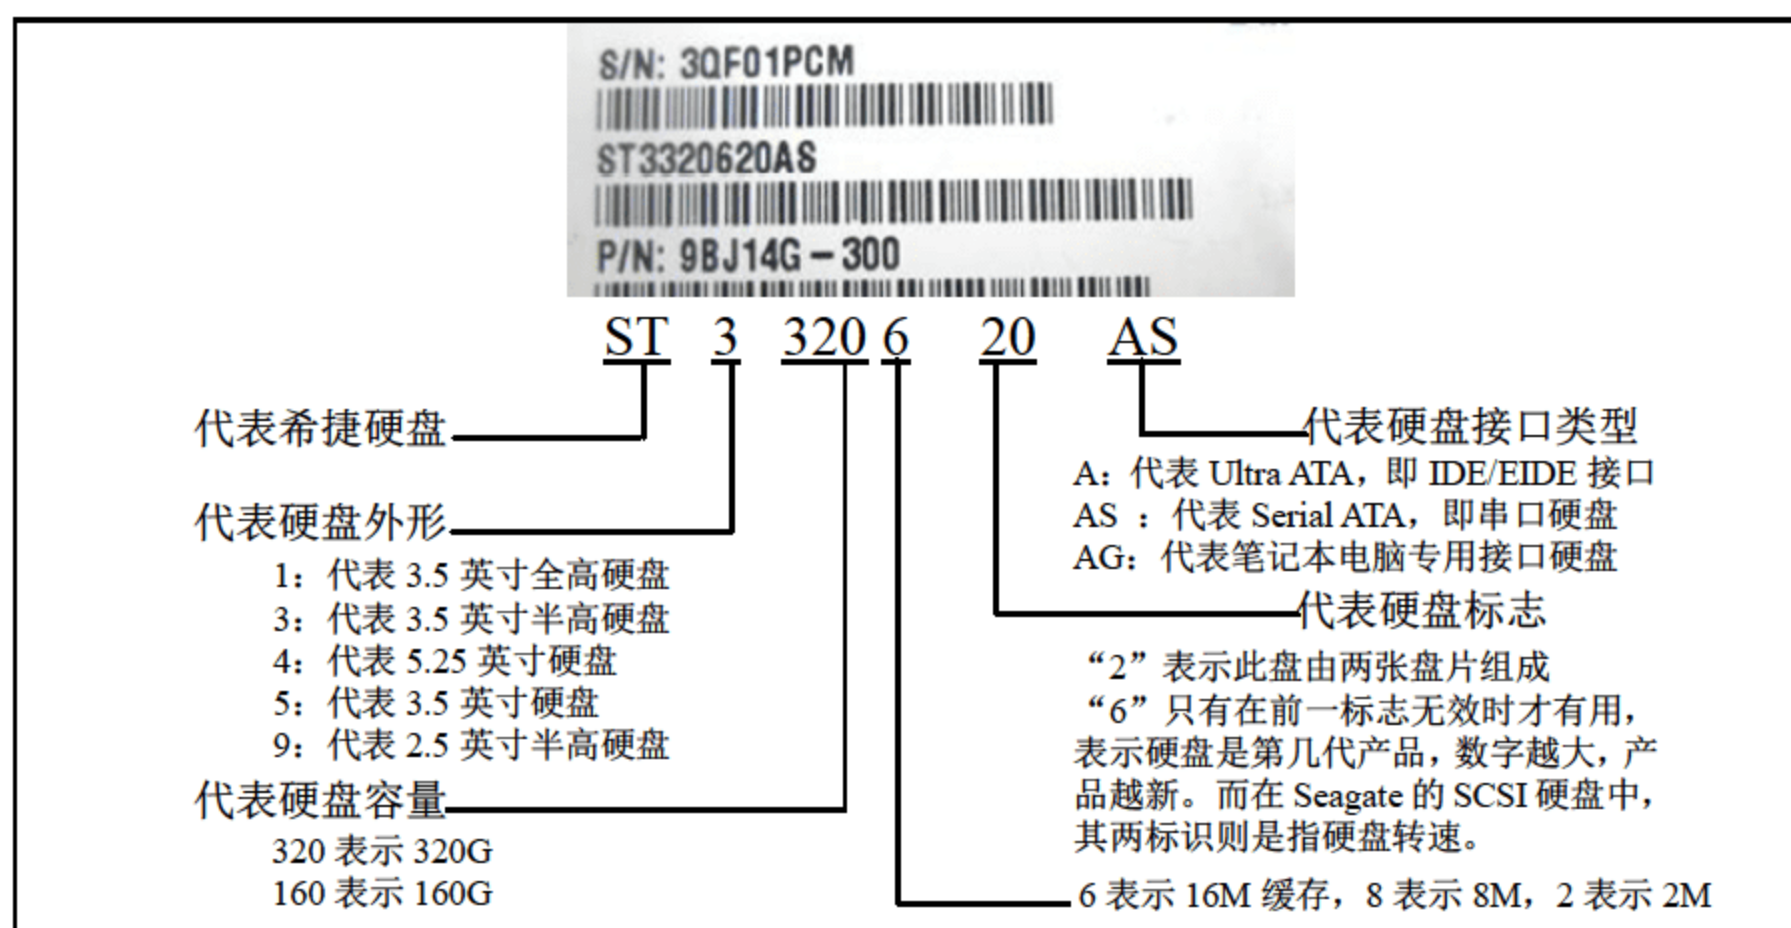 S/N: 3QF01PCM
ST3320620AS
P/N: 9BJ14G-300
ST 3 320 6 20 AS
代表希捷硬盘
代表硬盘外形
1：代表 3.5 英寸全高硬盘
3：代表 3.5 英寸半高硬盘
4：代表 5.25 英寸硬盘
5：代表 3.5 英寸硬盘
9：代表 2.5 英寸半高硬盘
代表硬盘容量
320 表示 320G
160 表示 160G
代表硬盘接口类型
A：代表 Ultra ATA，即 IDE/EIDE 接口
AS ：代表 Serial ATA，即串口硬盘
AG：代表笔记本电脑专用接口硬盘
代表硬盘标志
“2”表示此盘由两张盘片组成
“6”只有在前一标志无效时才有用，
表示硬盘是第几代产品，数字越大，产
品越新。而在 Seagate 的 SCSI 硬盘中，
其两标识则是指硬盘转速。
6 表示 16M 缓存，8 表示 8M，2 表示 2M